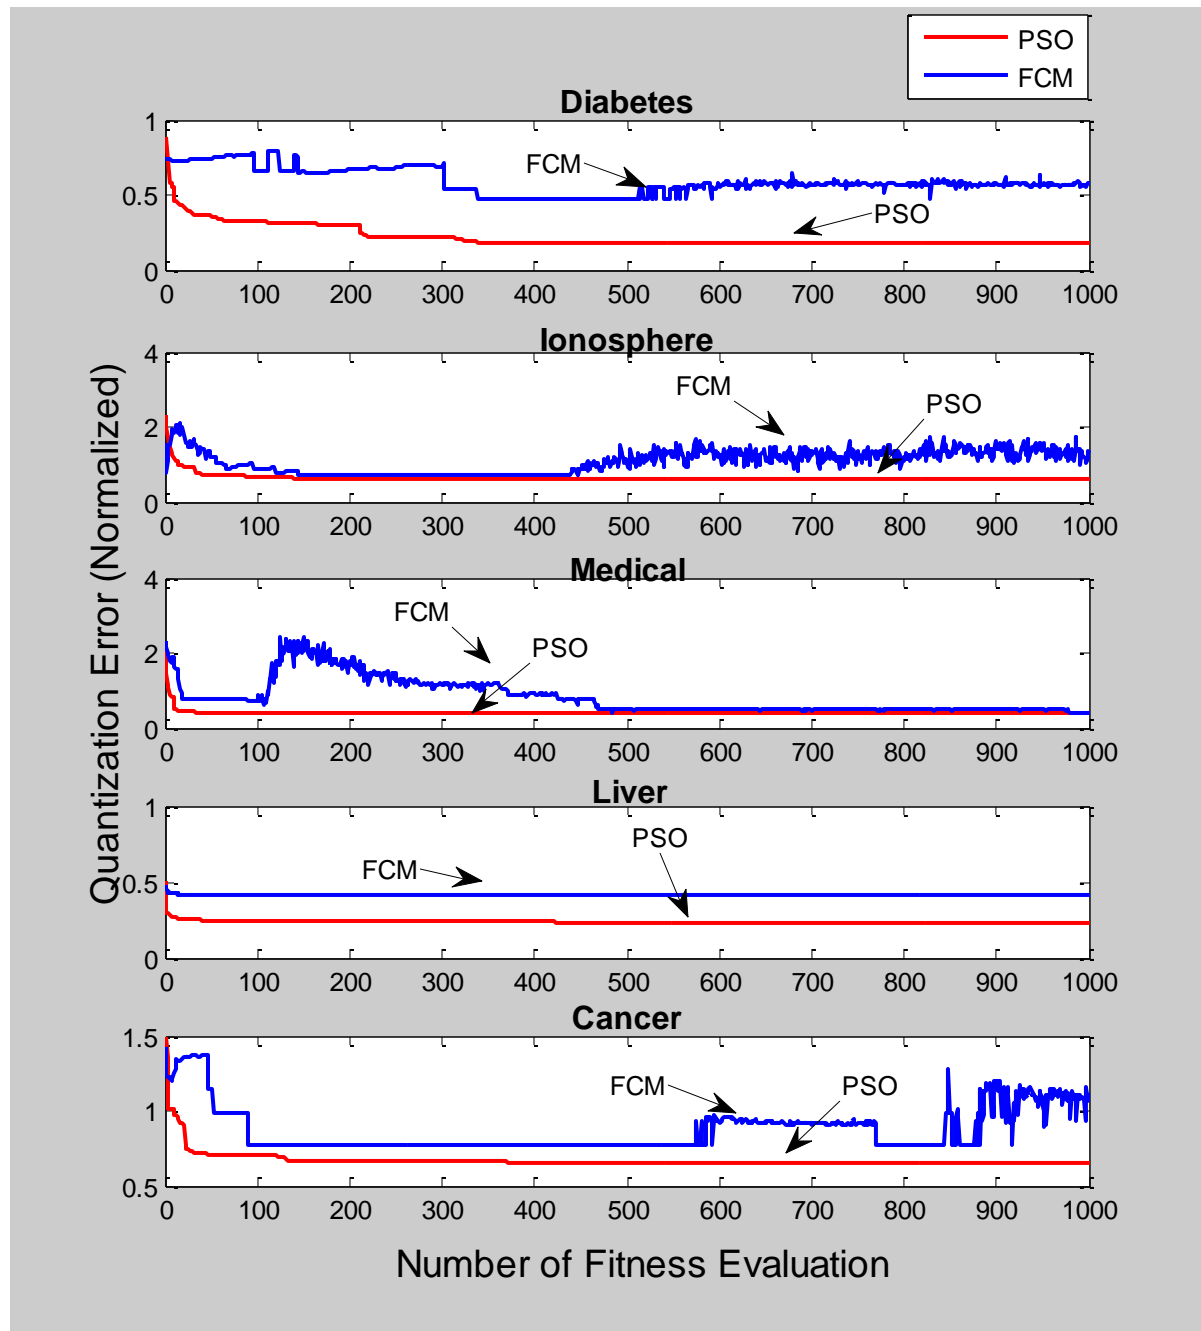 PSO
FCM
Diabetes
1
0.5
0
FCM
PSO
0 100 200 300 400 500 600 700 800 900 1000
Ionosphere
4
2
0
FCM
PSO
0 100 200 300 400 500 600 700 800 900 1000
Medical
4
2
0
FCM
PSO
0 100 200 300 400 500 600 700 800 900 1000
Liver
1
0.5
0
PSO
FCM
0 100 200 300 400 500 600 700 800 900 1000
Cancer
1.5
1
0.5
FCM
PSO
0 100 200 300 400 500 600 700 800 900 1000
Quantization Error (Normalized)
Number of Fitness Evaluation